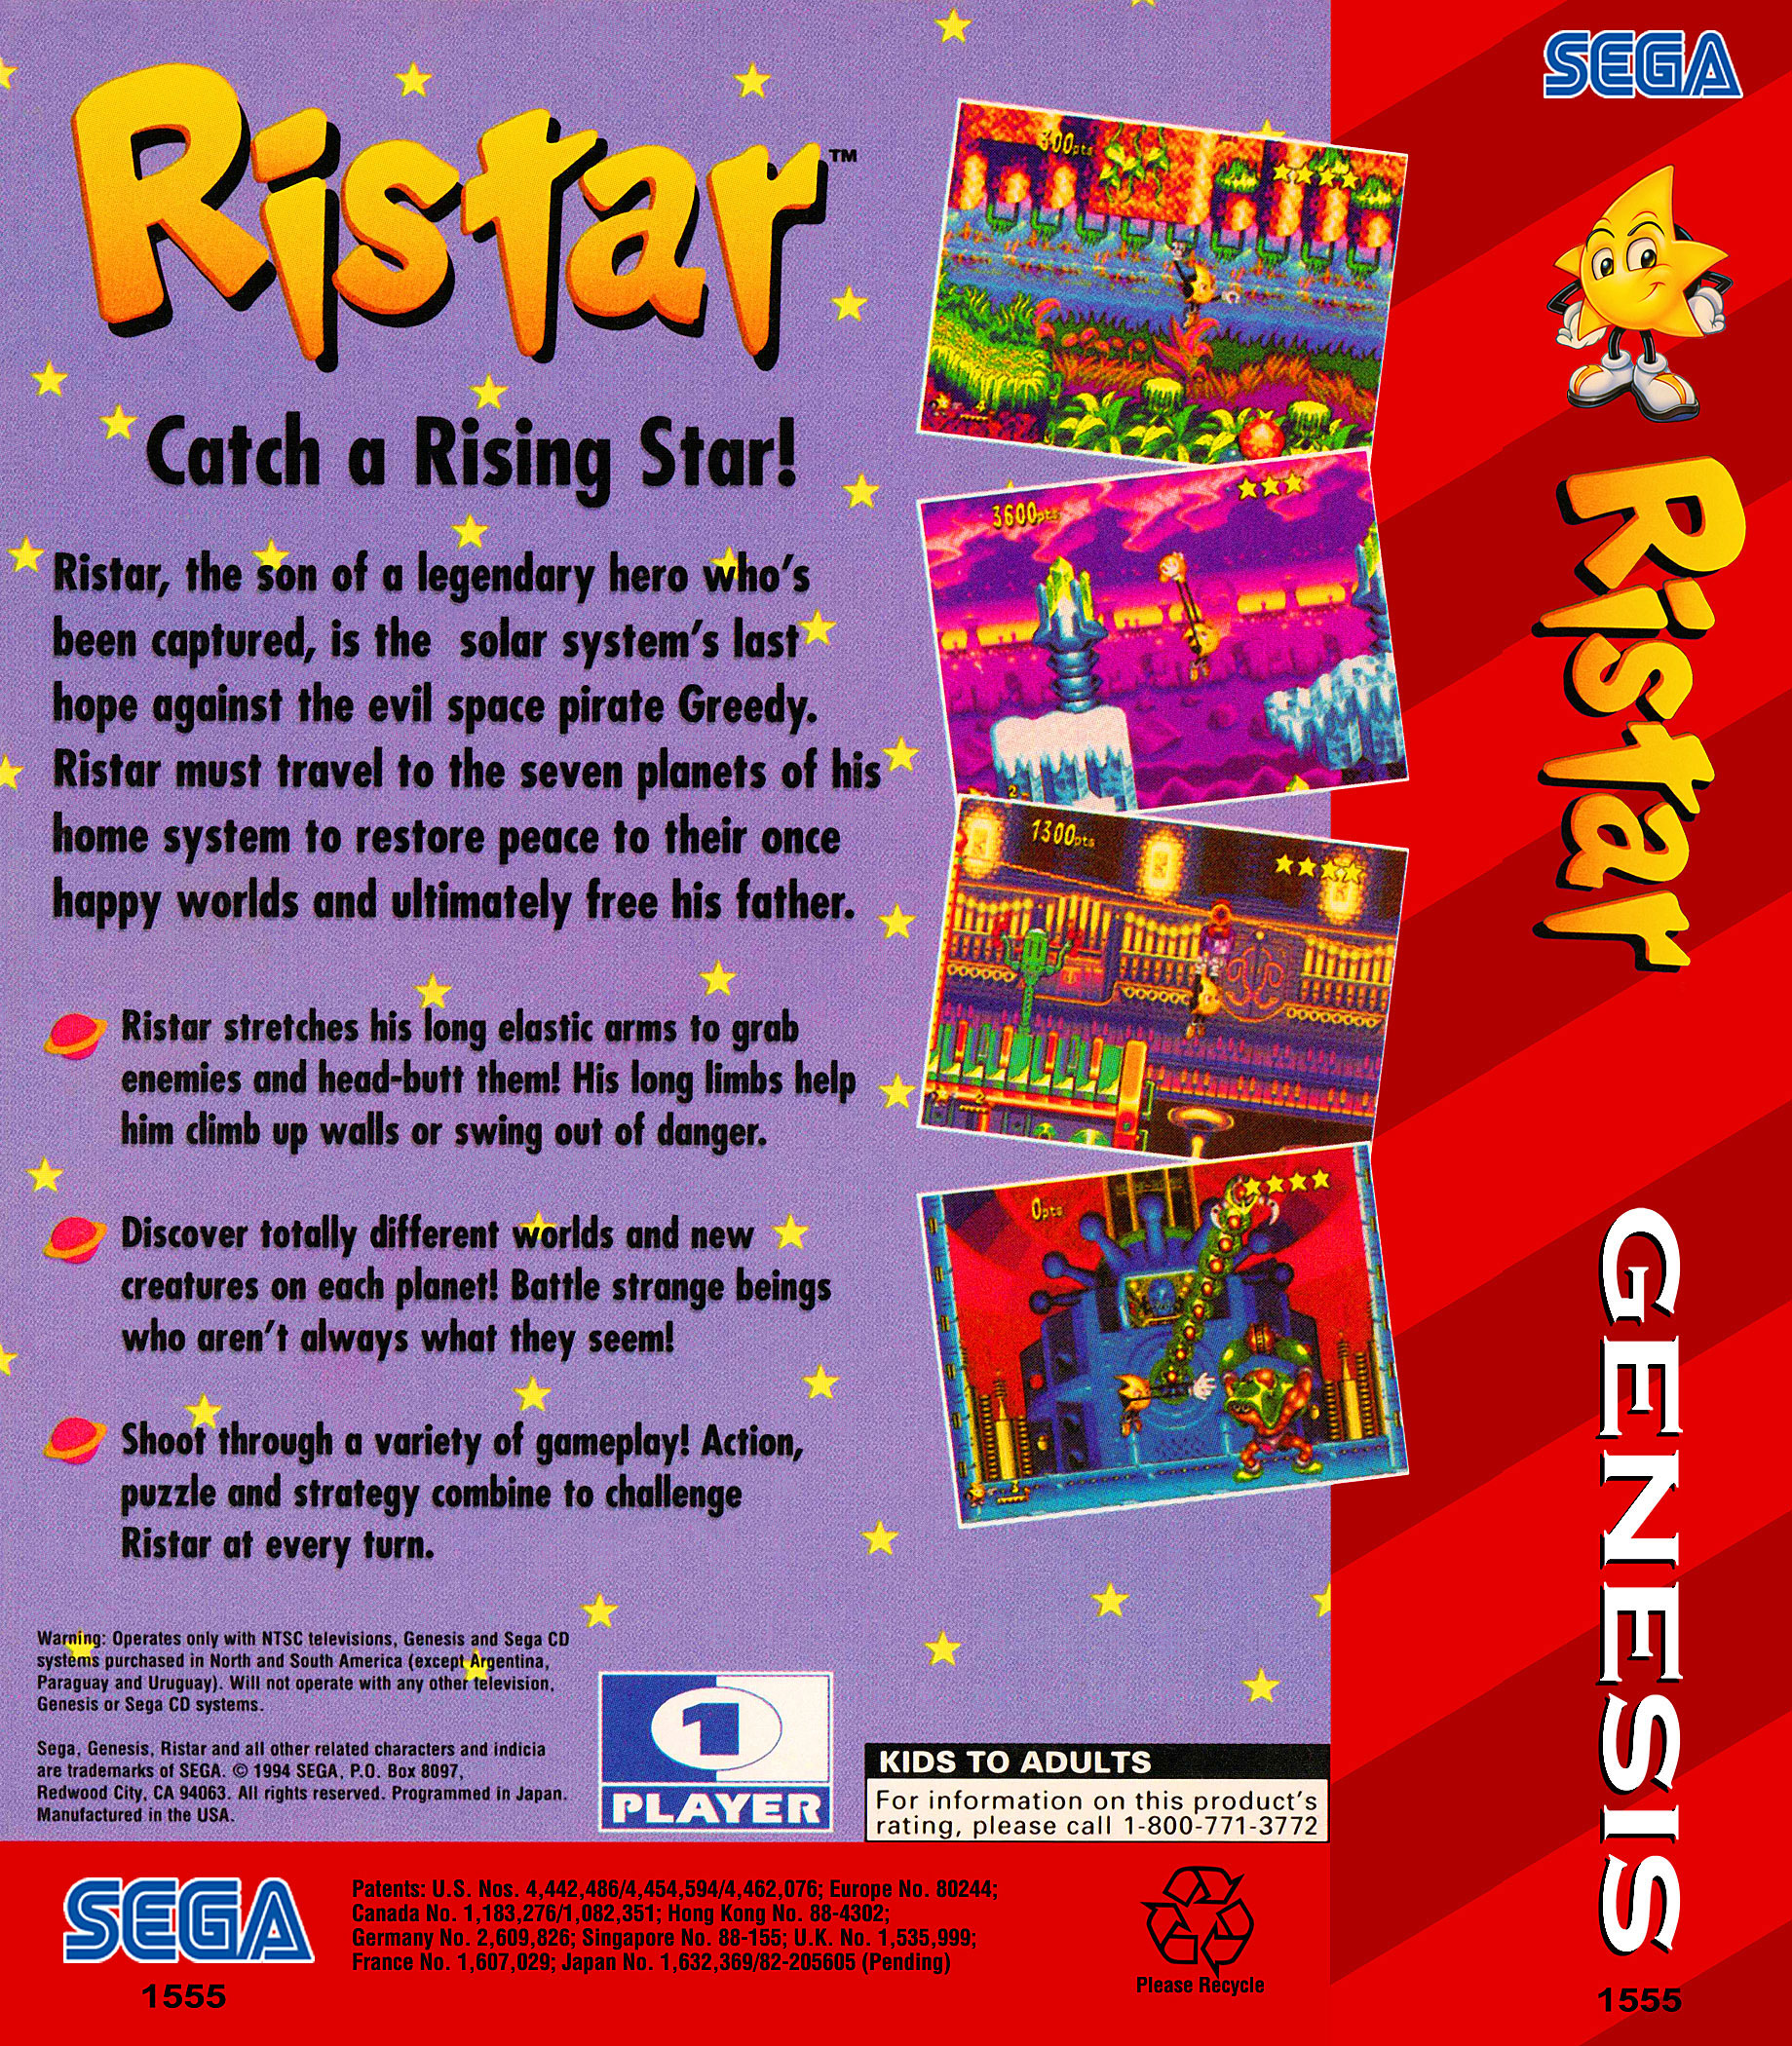 Ristar™
Catch a Rising Star!
Ristar, the son of a legendary hero who's
been captured, is the solar system's last
hope against the evil space pirate Greedy.
Ristar must travel to the seven planets of his
home system to restore peace to their once
happy worlds and ultimately free his father.
Ristar stretches his long elastic arms to grab
enemies and head-butt them! His long limbs help
him climb up walls or swing out of danger.
Discover totally different worlds and new
creatures on each planet! Battle strange beings
who aren't always what they seem!
Shoot through a variety of gameplay! Action,
puzzle and strategy combine to challenge
Ristar at every turn.
300pts
3600pts
2
1300pts
0pts
Warning: Operates only with NTSC televisions, Genesis and Sega CD
systems purchased in North and South America (except Argentina,
Paraguay and Uruguay). Will not operate with any other television,
Genesis or Sega CD systems.
Sega, Genesis, Ristar and all other related characters and indicia
are trademarks of SEGA. © 1994 SEGA, P.O. Box 8097,
Redwood City, CA 94063. All rights reserved. Programmed in Japan.
Manufactured in the USA.
1
PLAYER
KIDS TO ADULTS
For information on this product's
rating, please call 1-800-771-3772
SEGA
1555
Patents: U.S. Nos. 4,442,486/4,454,594/4,462,076; Europe No. 80244;
Canada No. 1,183,276/1,082,351; Hong Kong No. 88-4302;
Germany No. 2,609,826; Singapore No. 88-155; U.K. No. 1,535,999;
France No. 1,607,029; Japan No. 1,632,369/82-205605 (Pending)
Please Recycle
SEGA
Ristar
GENESIS
1555